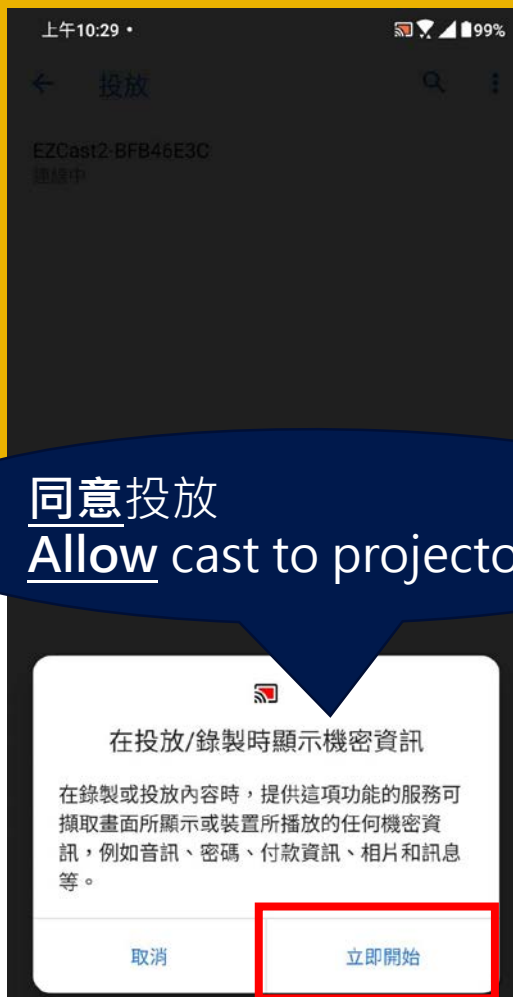 上午10:29 •
99%
投放
EZCast2-BFB46E3C
連線中
同意投放
Allow cast to projecto
在投放/錄製時顯示機密資訊
在錄製或投放內容時，提供這項功能的服務可
擷取畫面所顯示或裝置所播放的任何機密資
訊，例如音訊、密碼、付款資訊、相片和訊息
等。
取消
立即開始